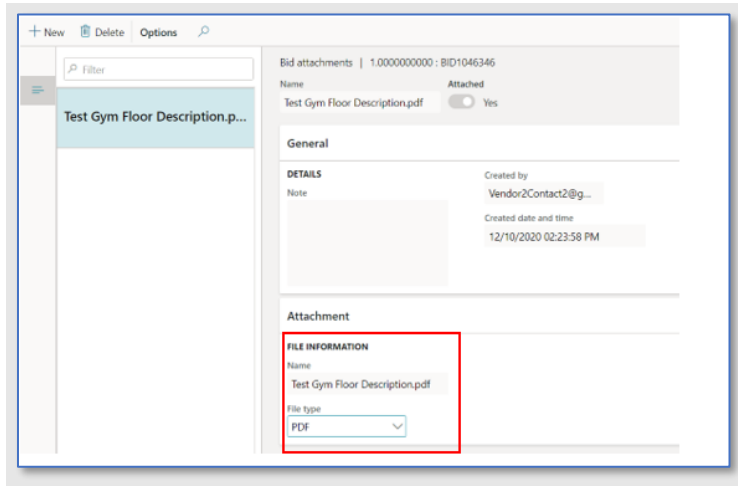 New Delete Options
Filter
Test Gym Floor Description.p...
Bid attachments | 1.0000000000 : BID1046346
Name Attached
Test Gym Floor Description.pdf Yes
General
DETAILS Created by
Note Vendor2Contact2@g...
Created date and time
12/10/2020 02:23:58 PM
Attachment
FILE INFORMATION
Name
Test Gym Floor Description.pdf
File type
PDF